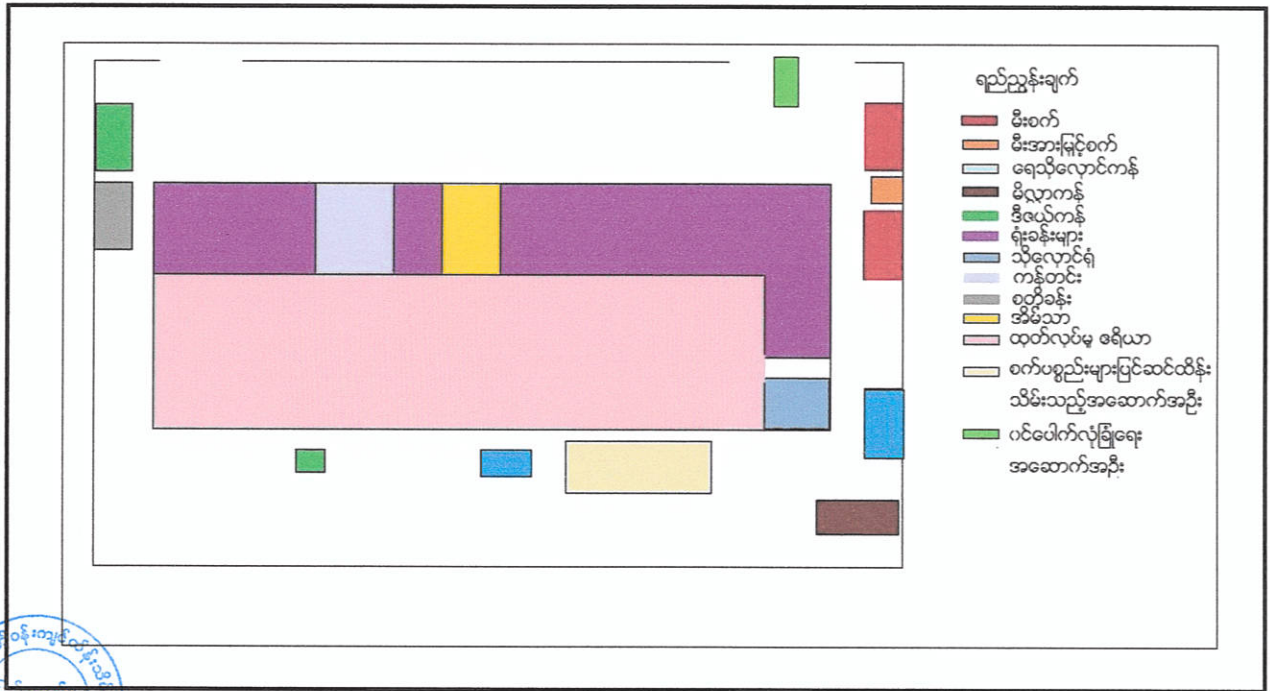 ရည်ညွှန်းချက်
မီးစက်
မီးအားမြှင့်စက်
ရေသိုလှောင်ကန်
မိလ္လာကန်
ဒီဇယ်ကန်
ရုံးခန်းများ
သိုလှောင်ရုံ
ကန်တင်း
စတိုခန်း
အိမ်သာ
ထုတ်လုပ်မှု ဧရိယာ
စက်ပစ္စည်းများပြင်ဆင်ထိန်း
သိမ်းသည့်အဆောက်အဦး
ဝင်ပေါက်လုံခြုံရေး
အဆောက်အဦး